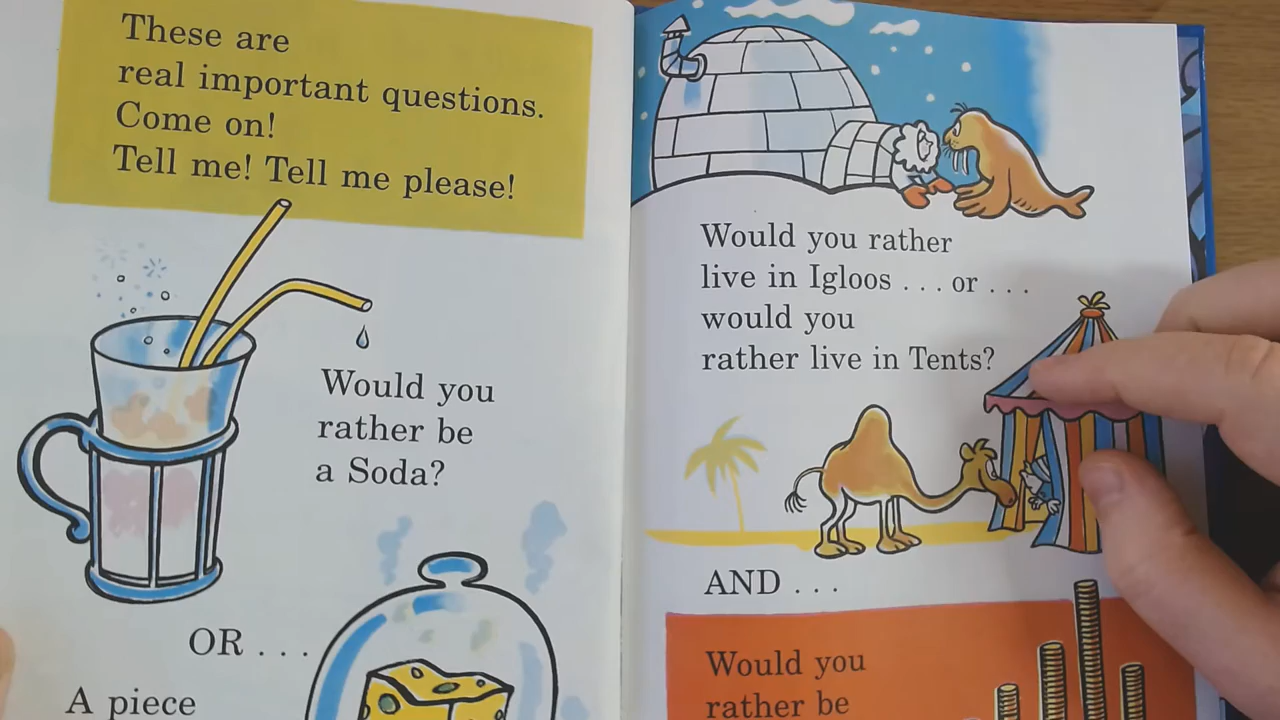 These are
real important questions.
Come on!
Tell me! Tell me please!
Would you
rather be
a Soda?
OR . . .
A piece
Would you rather
live in Igloos . . . or . . .
would you
rather live in Tents?
AND . . .
Would you
rather be